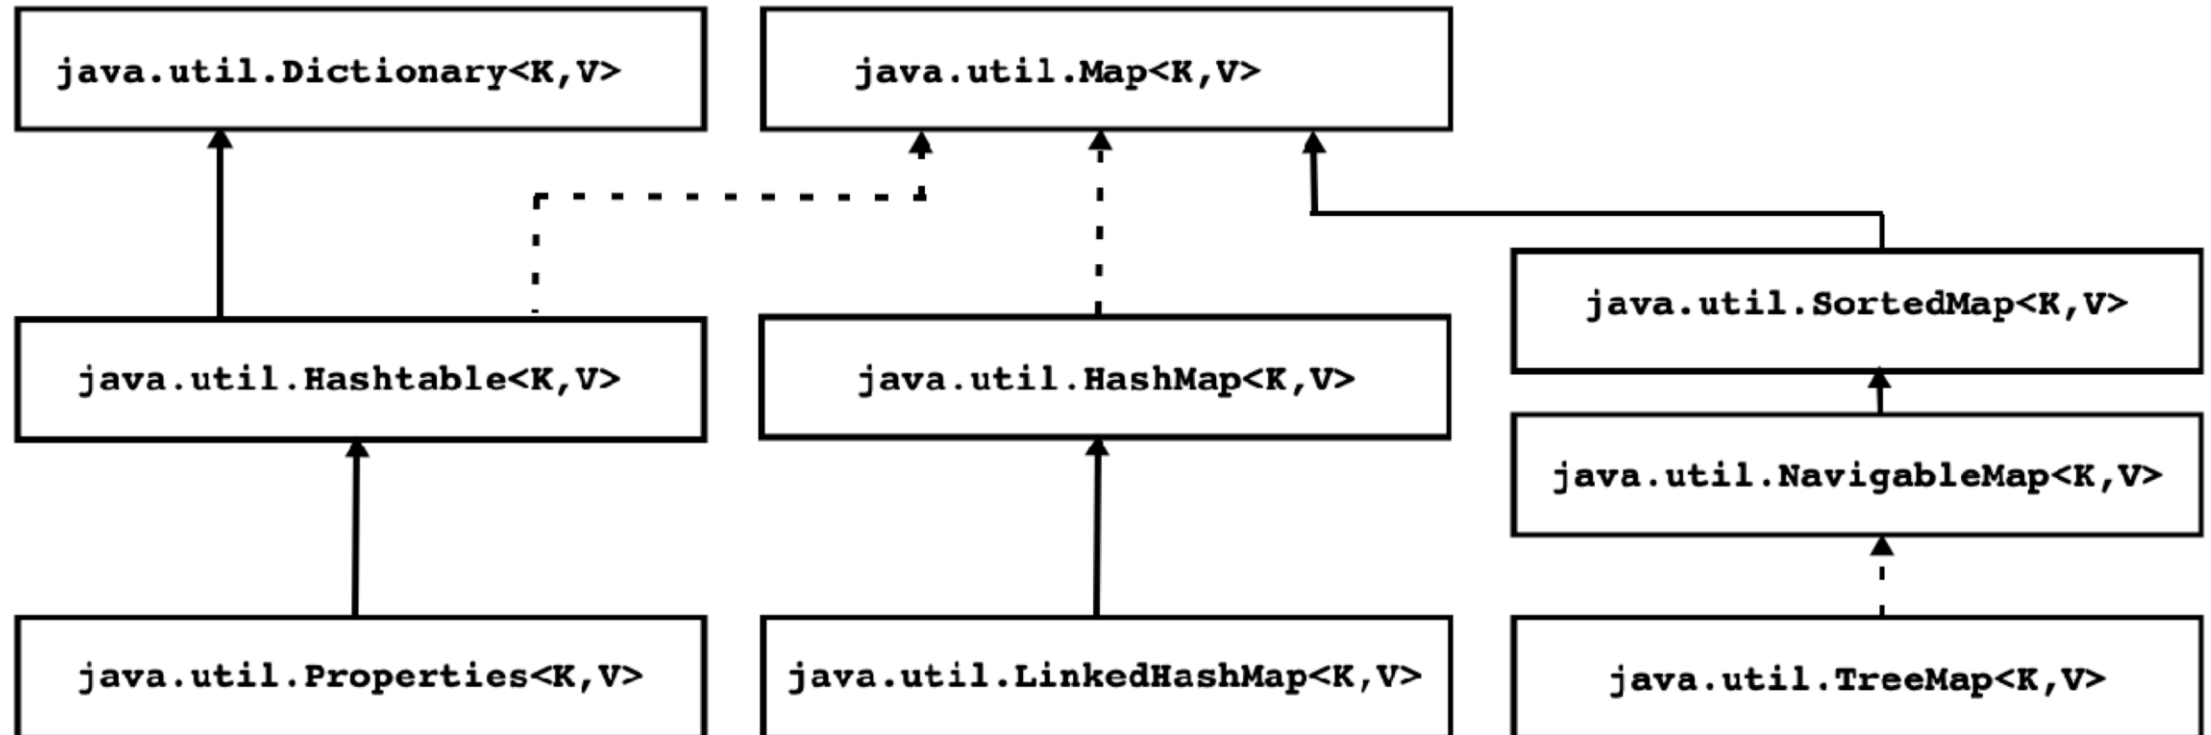 java.util.Dictionary<K,V>
java.util.Map<K,V>
java.util.SortedMap<K,V>
java.util.Hashtable<K,V>
java.util.HashMap<K,V>
java.util.NavigableMap<K,V>
java.util.Properties<K,V>
java.util.LinkedHashMap<K,V>
java.util.TreeMap<K,V>